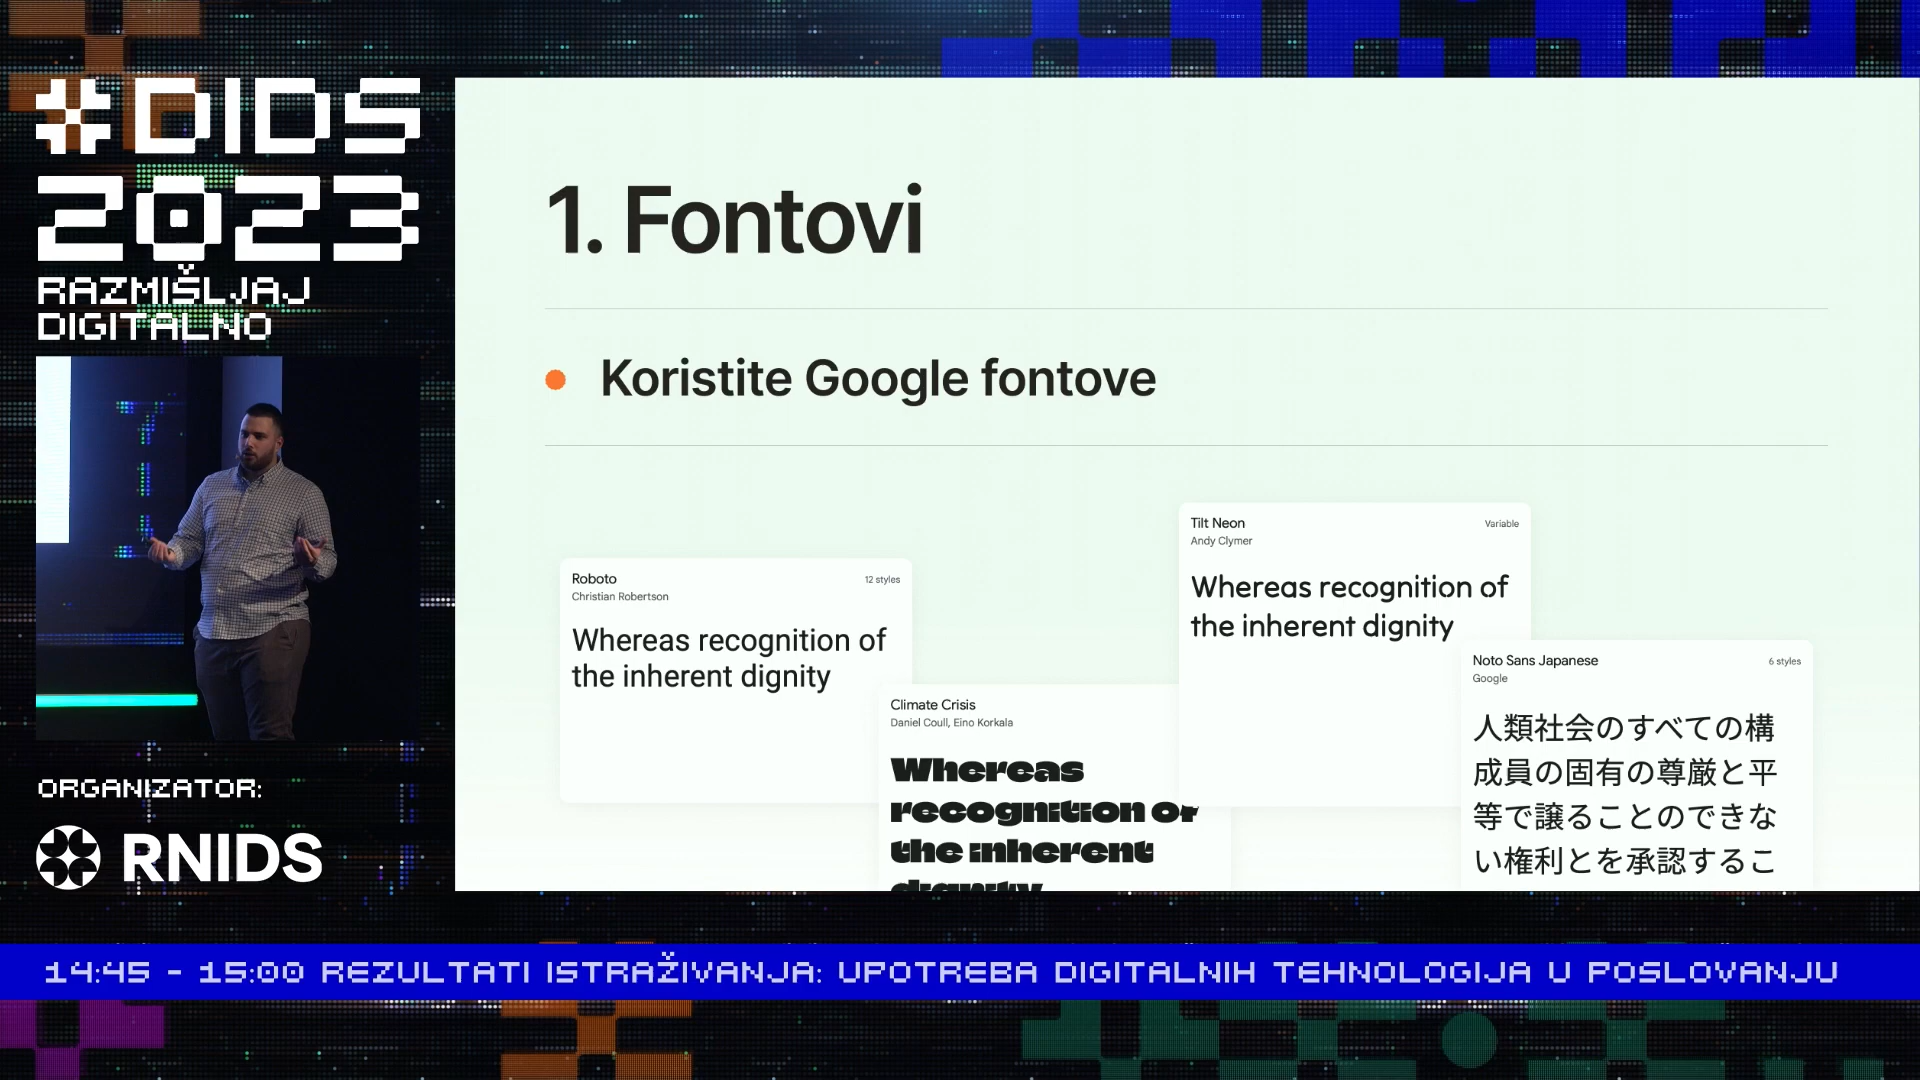 #DIDS
2023
RAZMIŠLJAJ
DIGITALNO
ORGANIZATOR:
RNIDS
1. Fontovi
Koristite Google fontove
Roboto
12 styles
Christian Robertson
Whereas recognition of
the inherent dignity
Climate Crisis
Daniel Coull, Eino Korkala
Whereas
recognition of
the inherent
dignity
Tilt Neon
Variable
Andy Clymer
Whereas recognition of
the inherent dignity
Noto Sans Japanese
6 styles
Google
人類社会のすべての構
成員の固有の尊厳と平
等で譲ることのできな
い権利とを承認するこ
14:45 - 15:00 REZULTATI ISTRAŽIVANJA: UPOTREBA DIGITALNIH TEHNOLOGIJA U POSLOVANJU